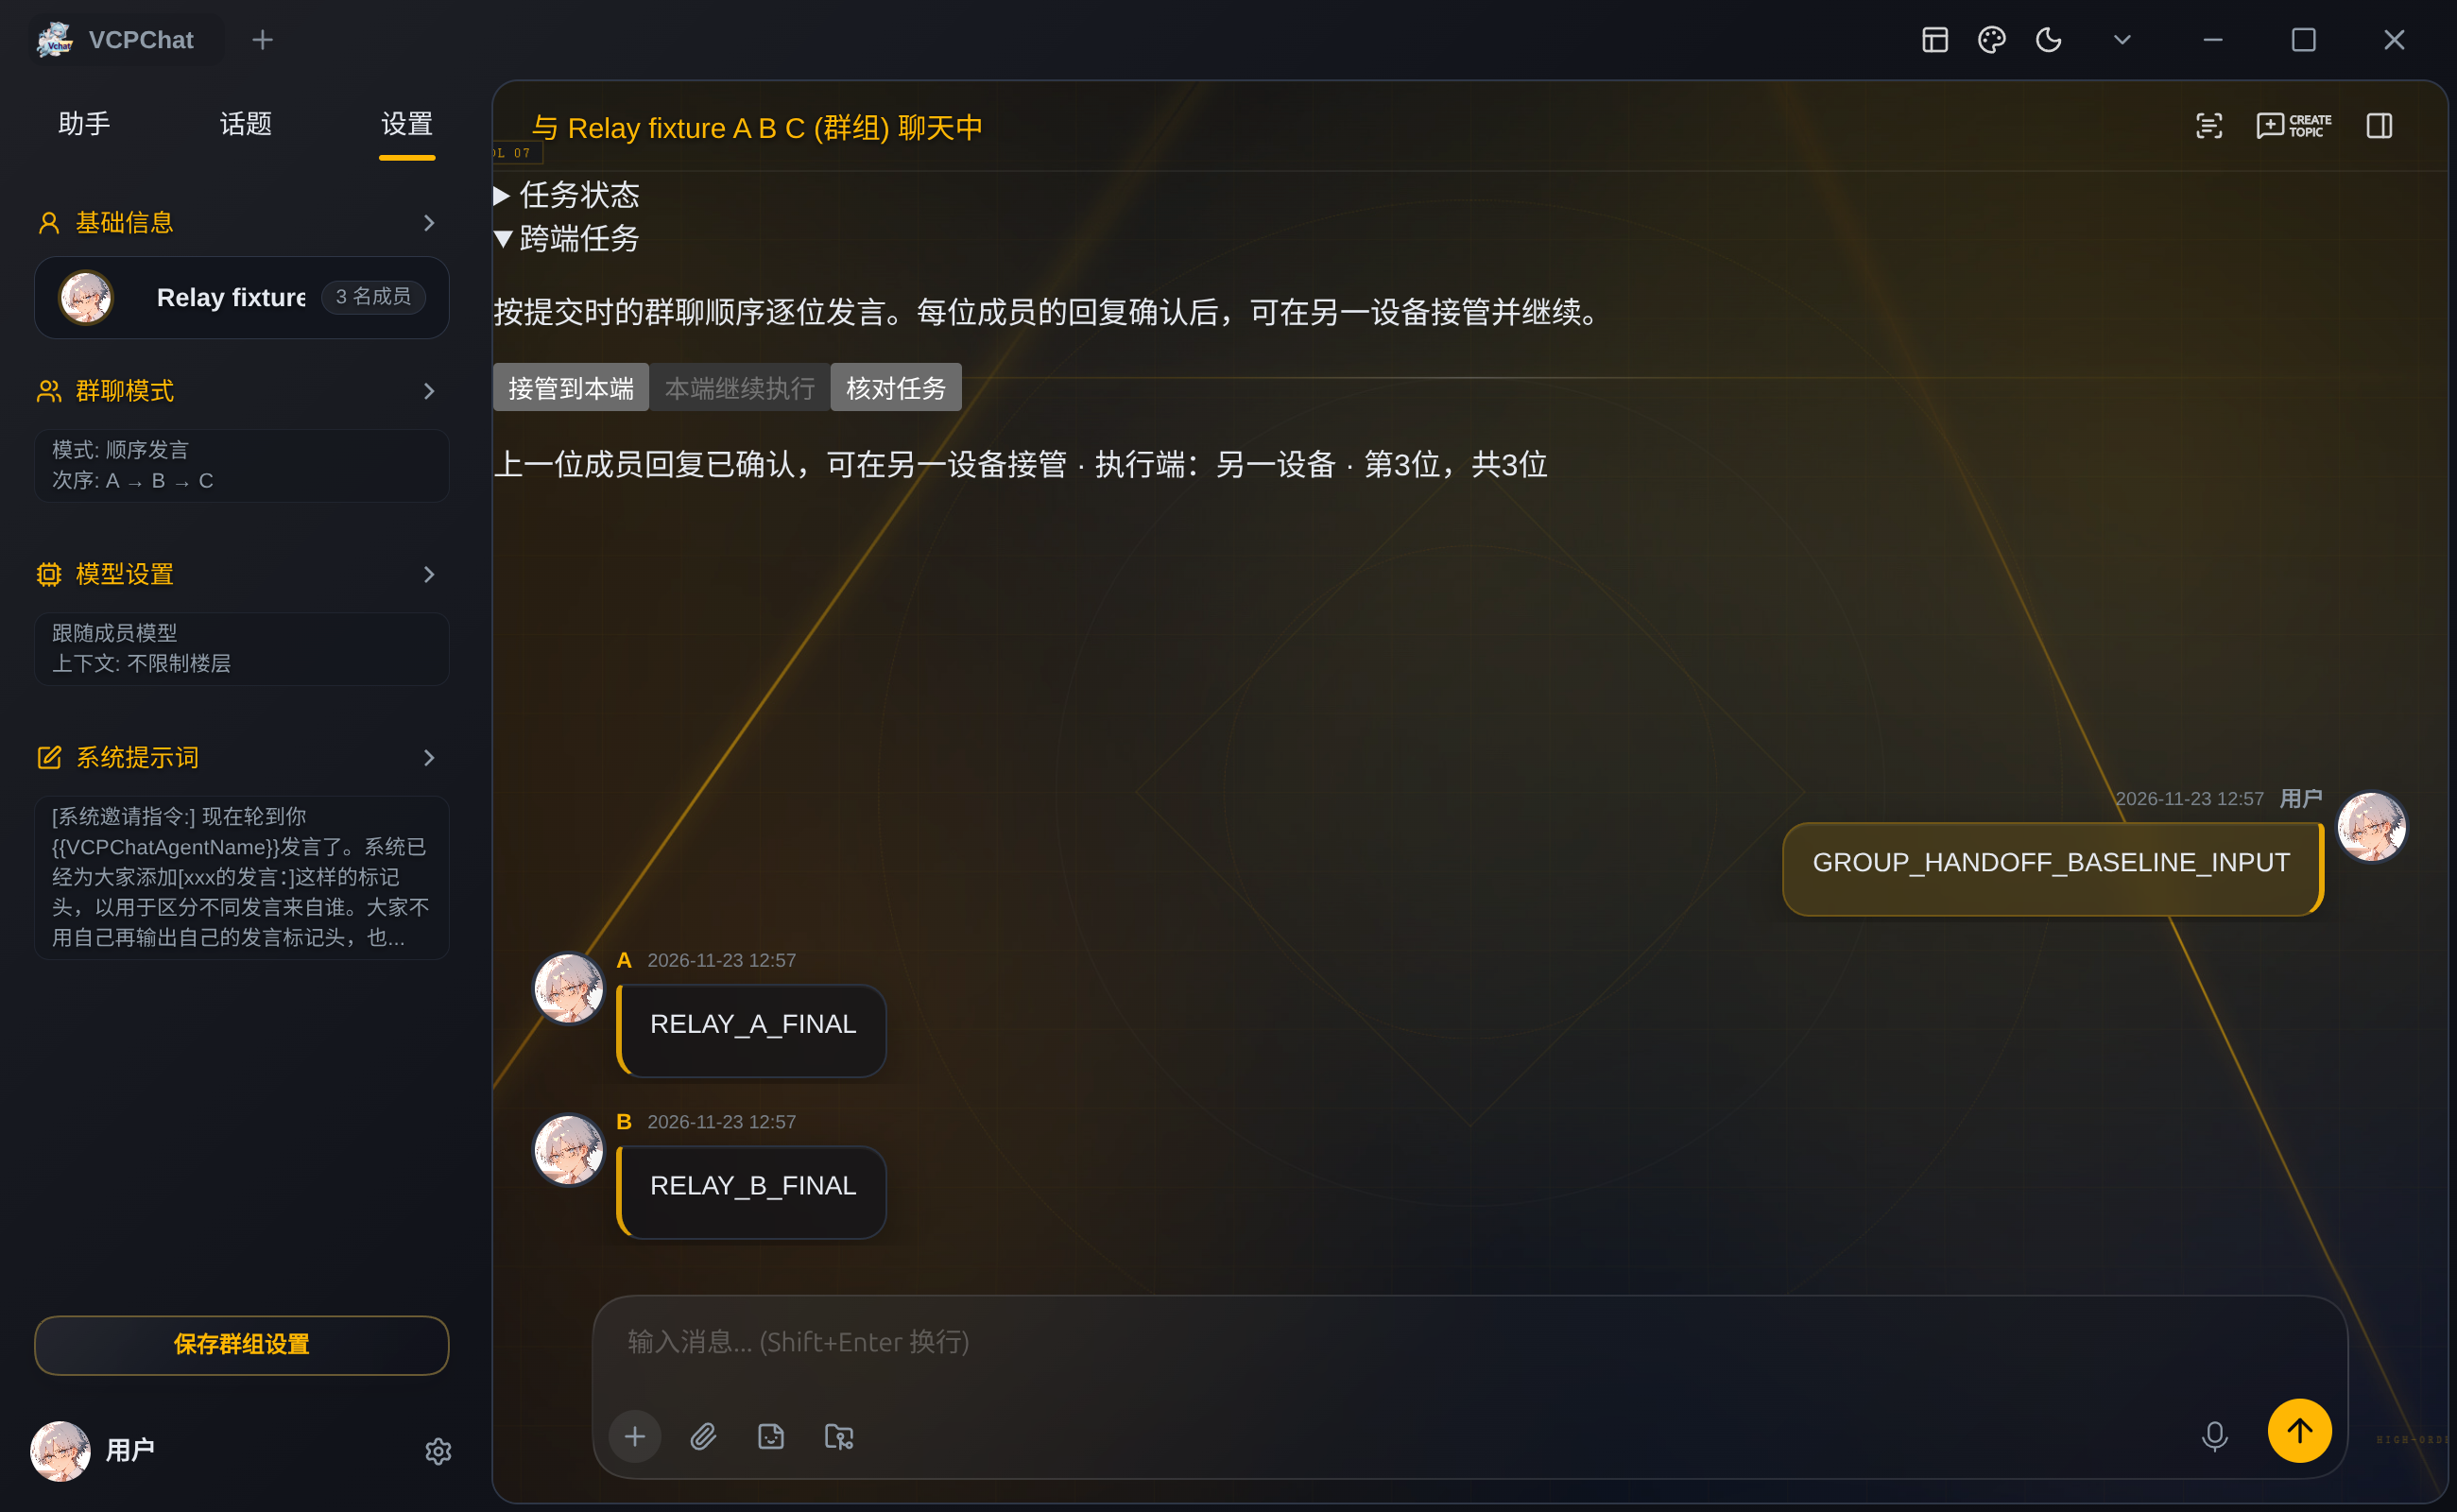 VCPChat
助手
话题
设置
基础信息
Relay fixture
3 名成员
群聊模式
模式: 顺序发言
次序: A → B → C
模型设置
跟随成员模型
上下文: 不限制楼层
系统提示词
[系统邀请指令:] 现在轮到你
{{VCPChatAgentName}}发言了。系统已
经为大家添加[xxx的发言：]这样的标记
头，以用于区分不同发言来自谁。大家不
用自己再输出自己的发言标记头，也...
保存群组设置
用户
与 Relay fixture A B C (群组) 聊天中
CREATE
TOPIC
OL 07
任务状态
跨端任务
按提交时的群聊顺序逐位发言。每位成员的回复确认后，可在另一设备接管并继续。
接管到本端
本端继续执行
核对任务
上一位成员回复已确认，可在另一设备接管 · 执行端：另一设备 · 第3位，共3位
2026-11-23 12:57 用户
GROUP_HANDOFF_BASELINE_INPUT
A 2026-11-23 12:57
RELAY_A_FINAL
B 2026-11-23 12:57
RELAY_B_FINAL
输入消息... (Shift+Enter 换行)